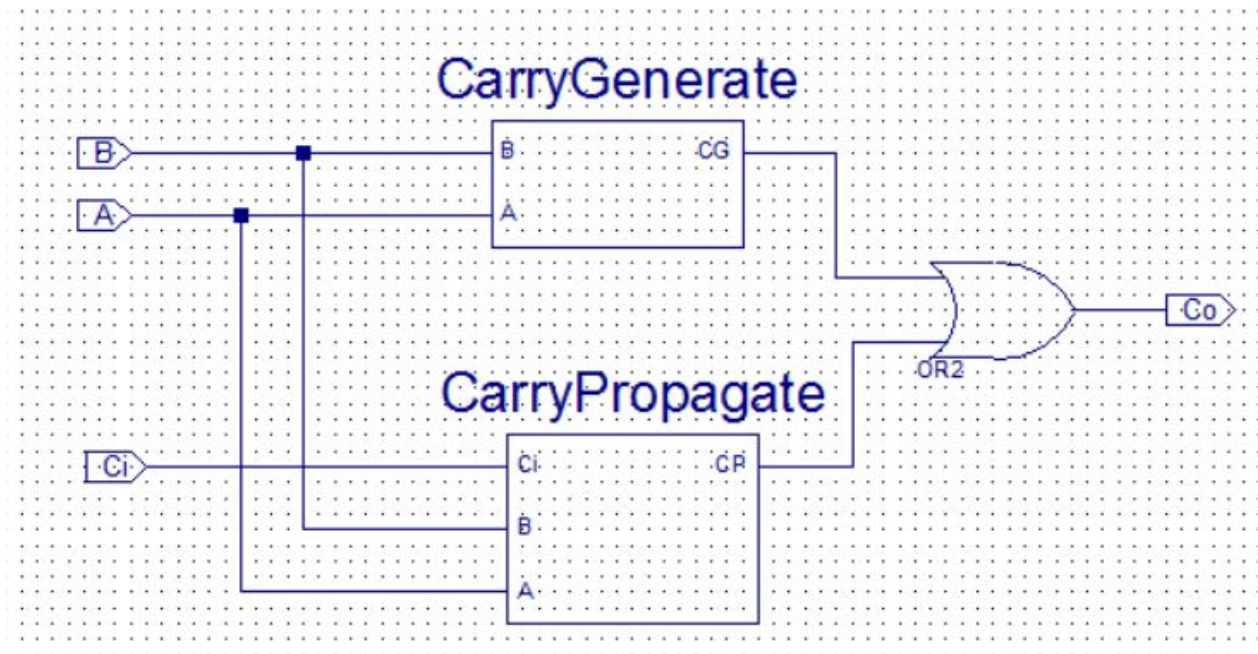 CarryGenerate
B
B
CG
A
A
Co
OR2
CarryPropagate
Ci
Ci
CP
B
A